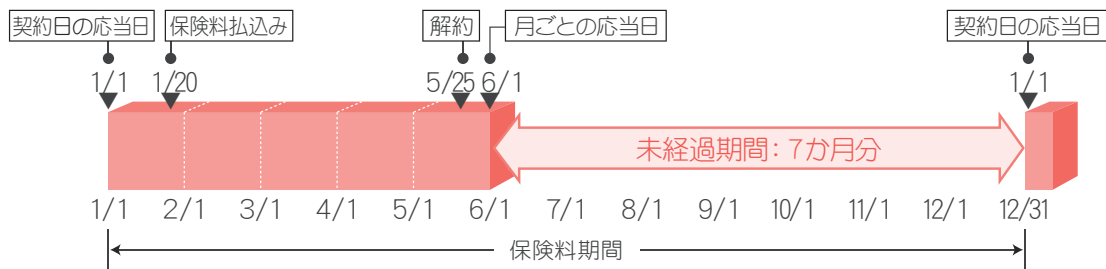 契約日の応当日 保険料払込み 解約 月ごとの応当日 契約日の応当日
1/1 1/20 5/25 6/1 1/1
未経過期間：7か月分
1/1 2/1 3/1 4/1 5/1 6/1 7/1 8/1 9/1 10/1 11/1 12/1 12/31
保険料期間